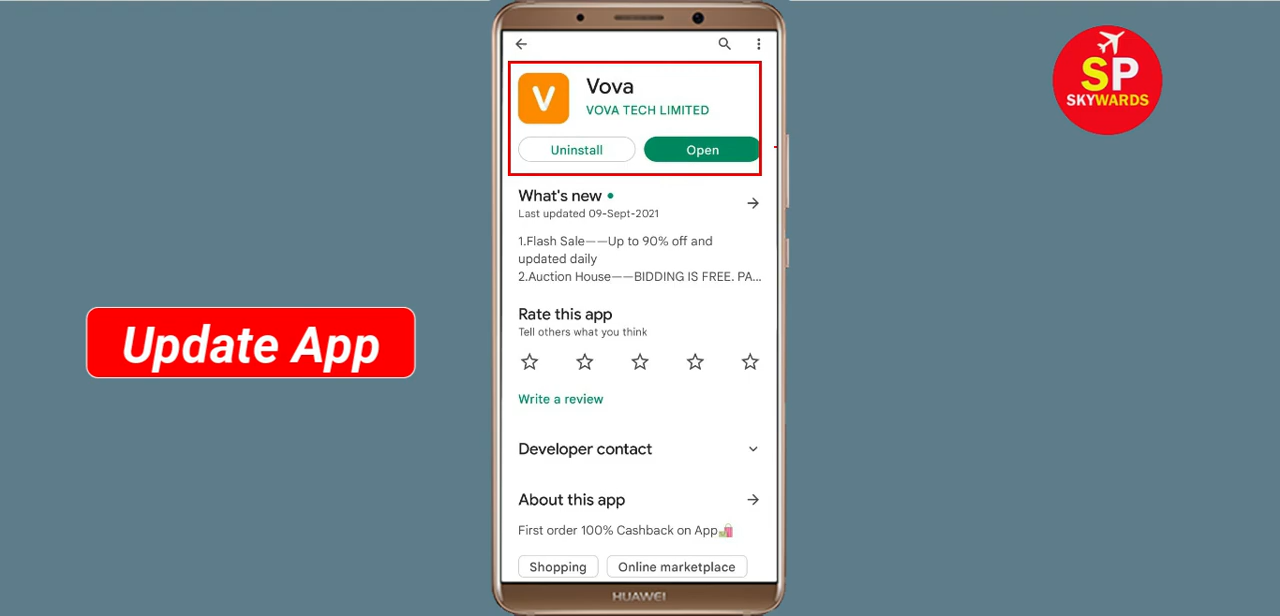 Vova
VOVA TECH LIMITED
Uninstall
Open
What's new •
Last updated 09-Sept-2021
1.Flash Sale——Up to 90% off and
updated daily
2.Auction House——BIDDING IS FREE. PA...
Rate this app
Tell others what you think
Write a review
Developer contact
About this app
First order 100% Cashback on App🛍️
Shopping
Online marketplace
HUAWEI
Update App
SP
SKYWARDS